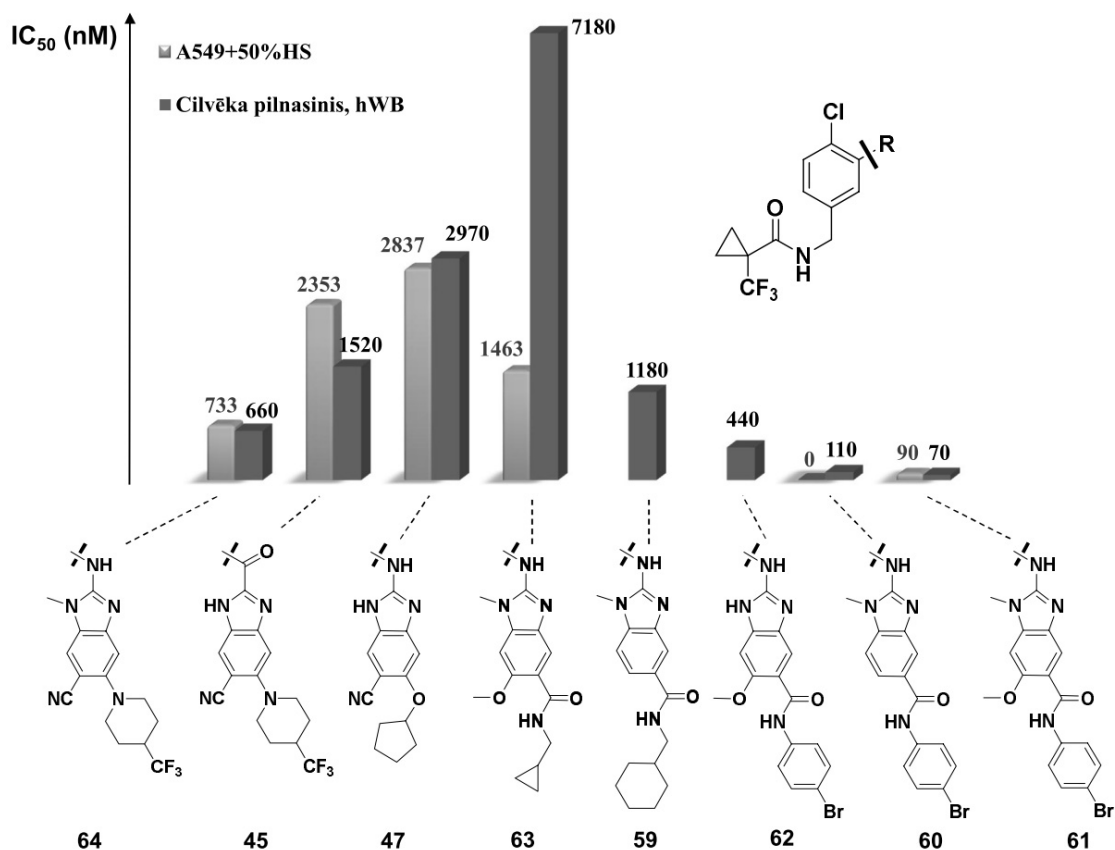 IC50 (nM)
A549+50%HS
Cilvēka pilnasinis, hWB
7180
Cl
R
O
N
H
CF3
733
660
2353
1520
2837
2970
1463
1180
440
0
110
90
70
NH
O
NH
NH
NH
NH
NH
NH
N
N
HN
N
HN
N
N
N
N
N
HN
N
N
N
N
N
NC
N
CF3
NC
N
CF3
NC
O
O
O
HN
O
HN
O
O
HN
Br
O
HN
Br
O
O
HN
Br
64
45
47
63
59
62
60
61